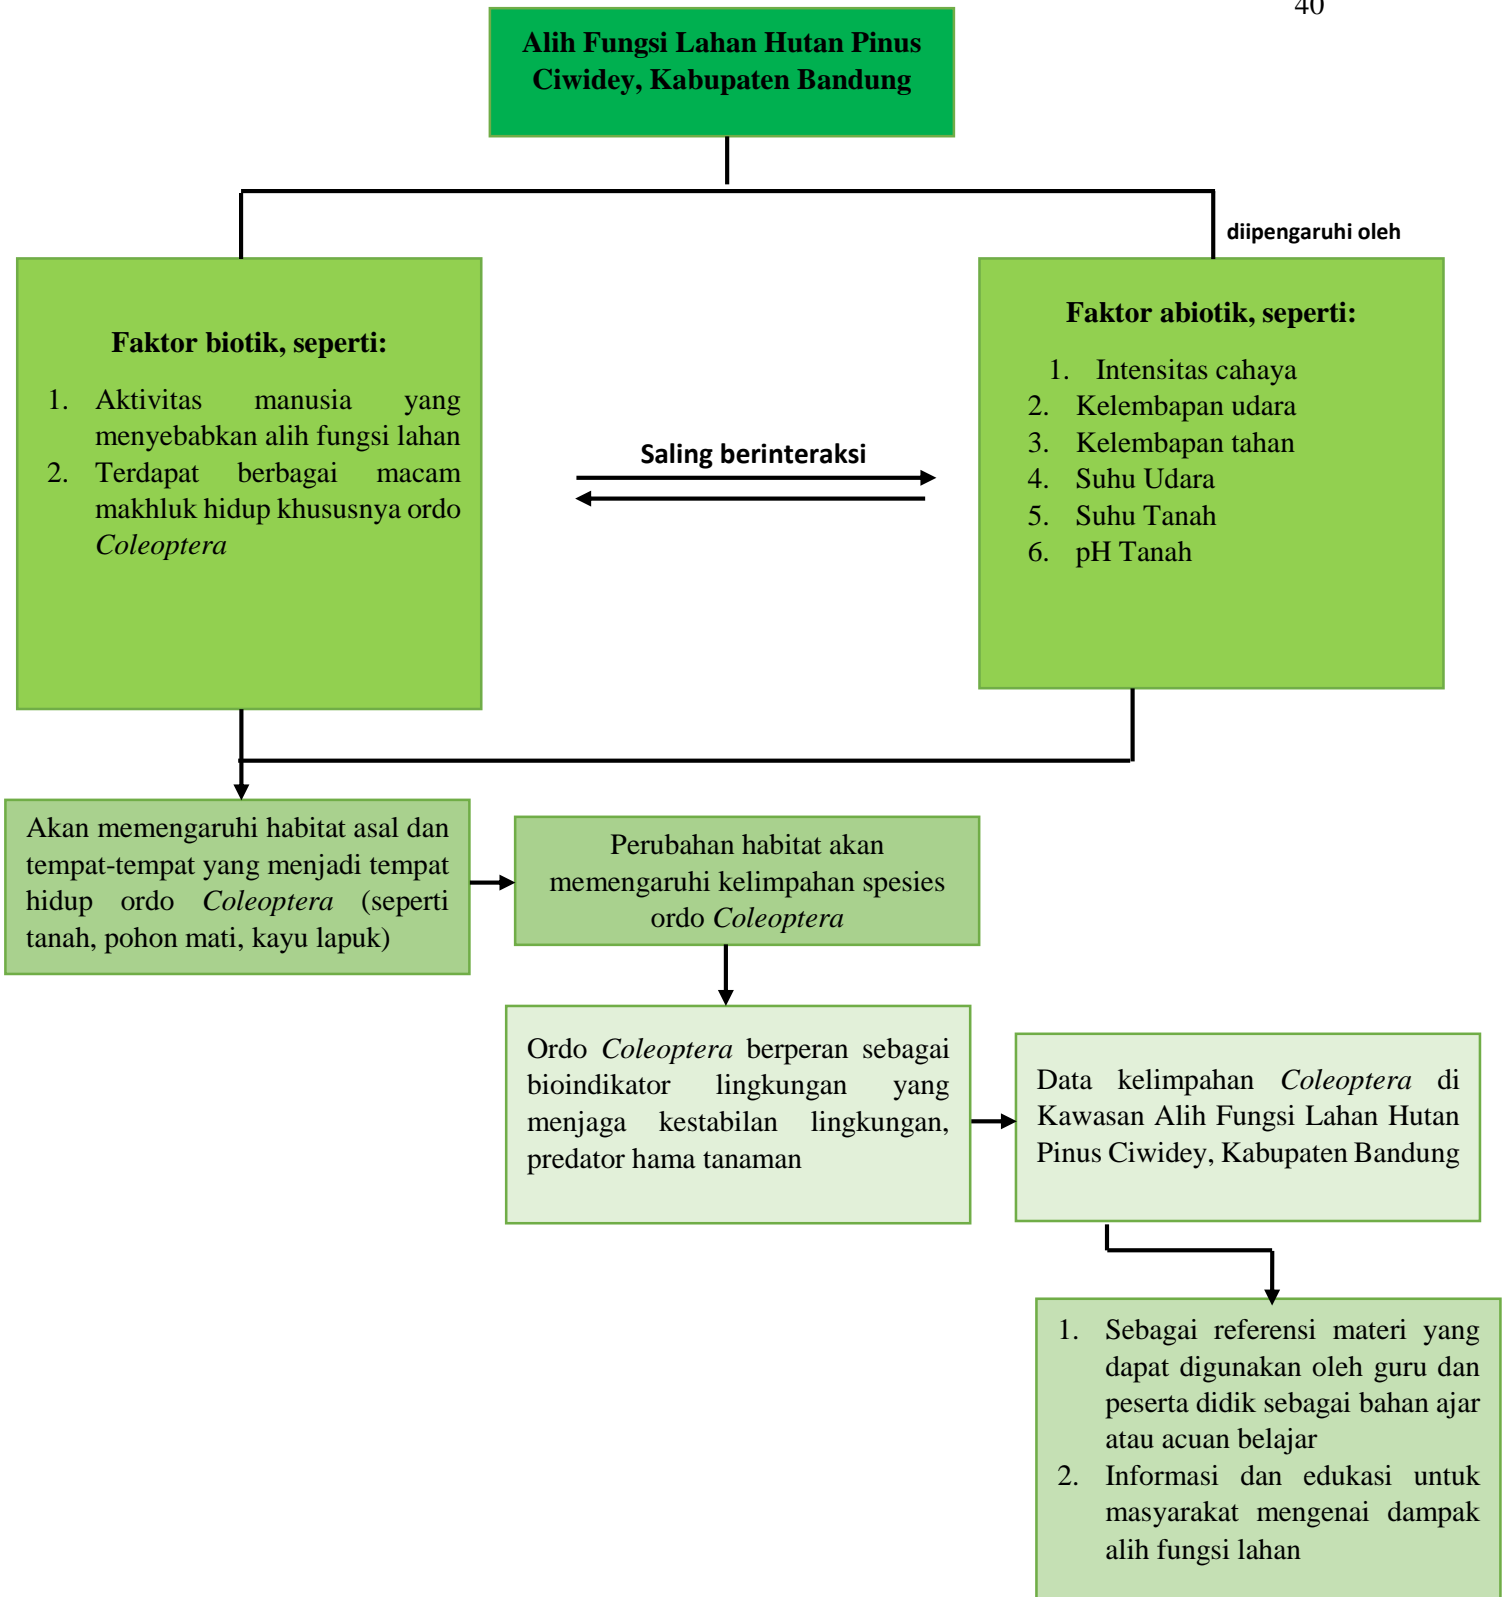 40
Alih Fungsi Lahan Hutan Pinus
Ciwidey, Kabupaten Bandung
diipengaruhi oleh
Faktor biotik, seperti:
1. Aktivitas manusia yang
menyebabkan alih fungsi lahan
2. Terdapat berbagai macam
makhluk hidup khususnya ordo
Coleoptera
Saling berinteraksi
Faktor abiotik, seperti:
1. Intensitas cahaya
2. Kelembapan udara
3. Kelembapan tahan
4. Suhu Udara
5. Suhu Tanah
6. pH Tanah
Akan memengaruhi habitat asal dan
tempat-tempat yang menjadi tempat
hidup ordo Coleoptera (seperti
tanah, pohon mati, kayu lapuk)
Perubahan habitat akan
memengaruhi kelimpahan spesies
ordo Coleoptera
Ordo Coleoptera berperan sebagai
bioindikator lingkungan yang
menjaga kestabilan lingkungan,
predator hama tanaman
Data kelimpahan Coleoptera di
Kawasan Alih Fungsi Lahan Hutan
Pinus Ciwidey, Kabupaten Bandung
1. Sebagai referensi materi yang
dapat digunakan oleh guru dan
peserta didik sebagai bahan ajar
atau acuan belajar
2. Informasi dan edukasi untuk
masyarakat mengenai dampak
alih fungsi lahan